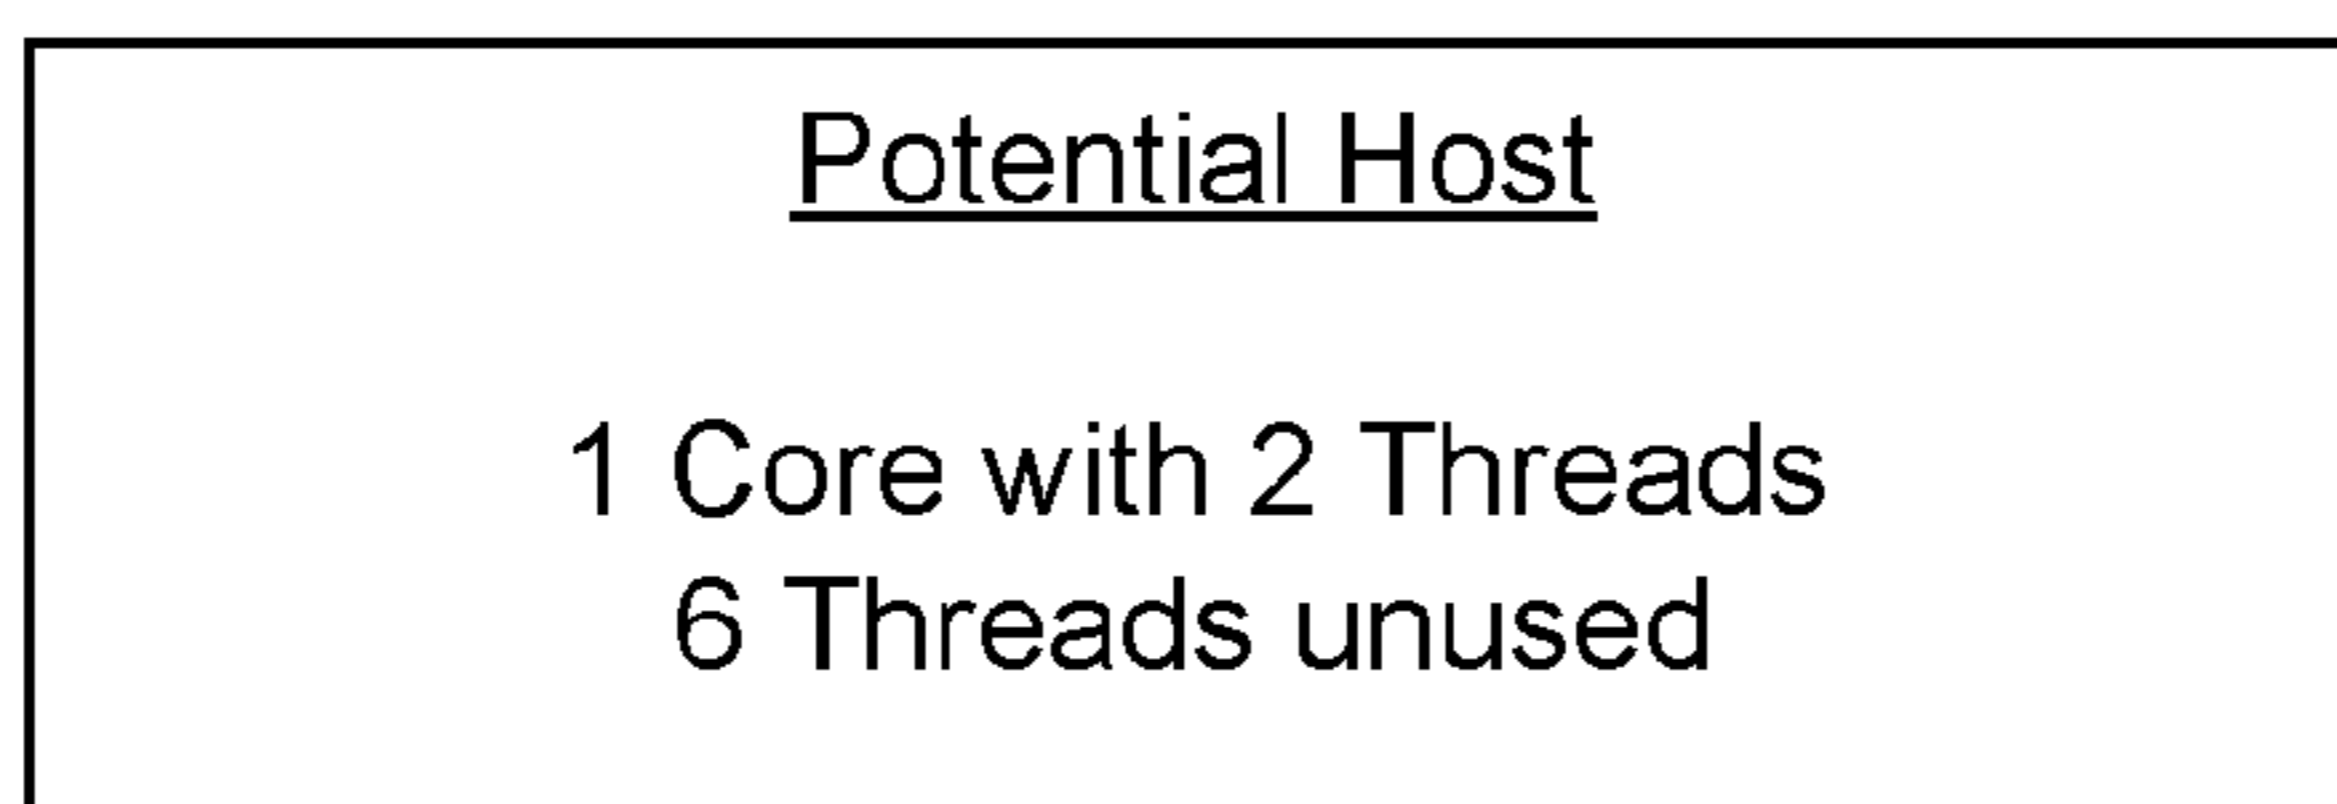 Potential Host
1 Core with 2 Threads
6 Threads unused